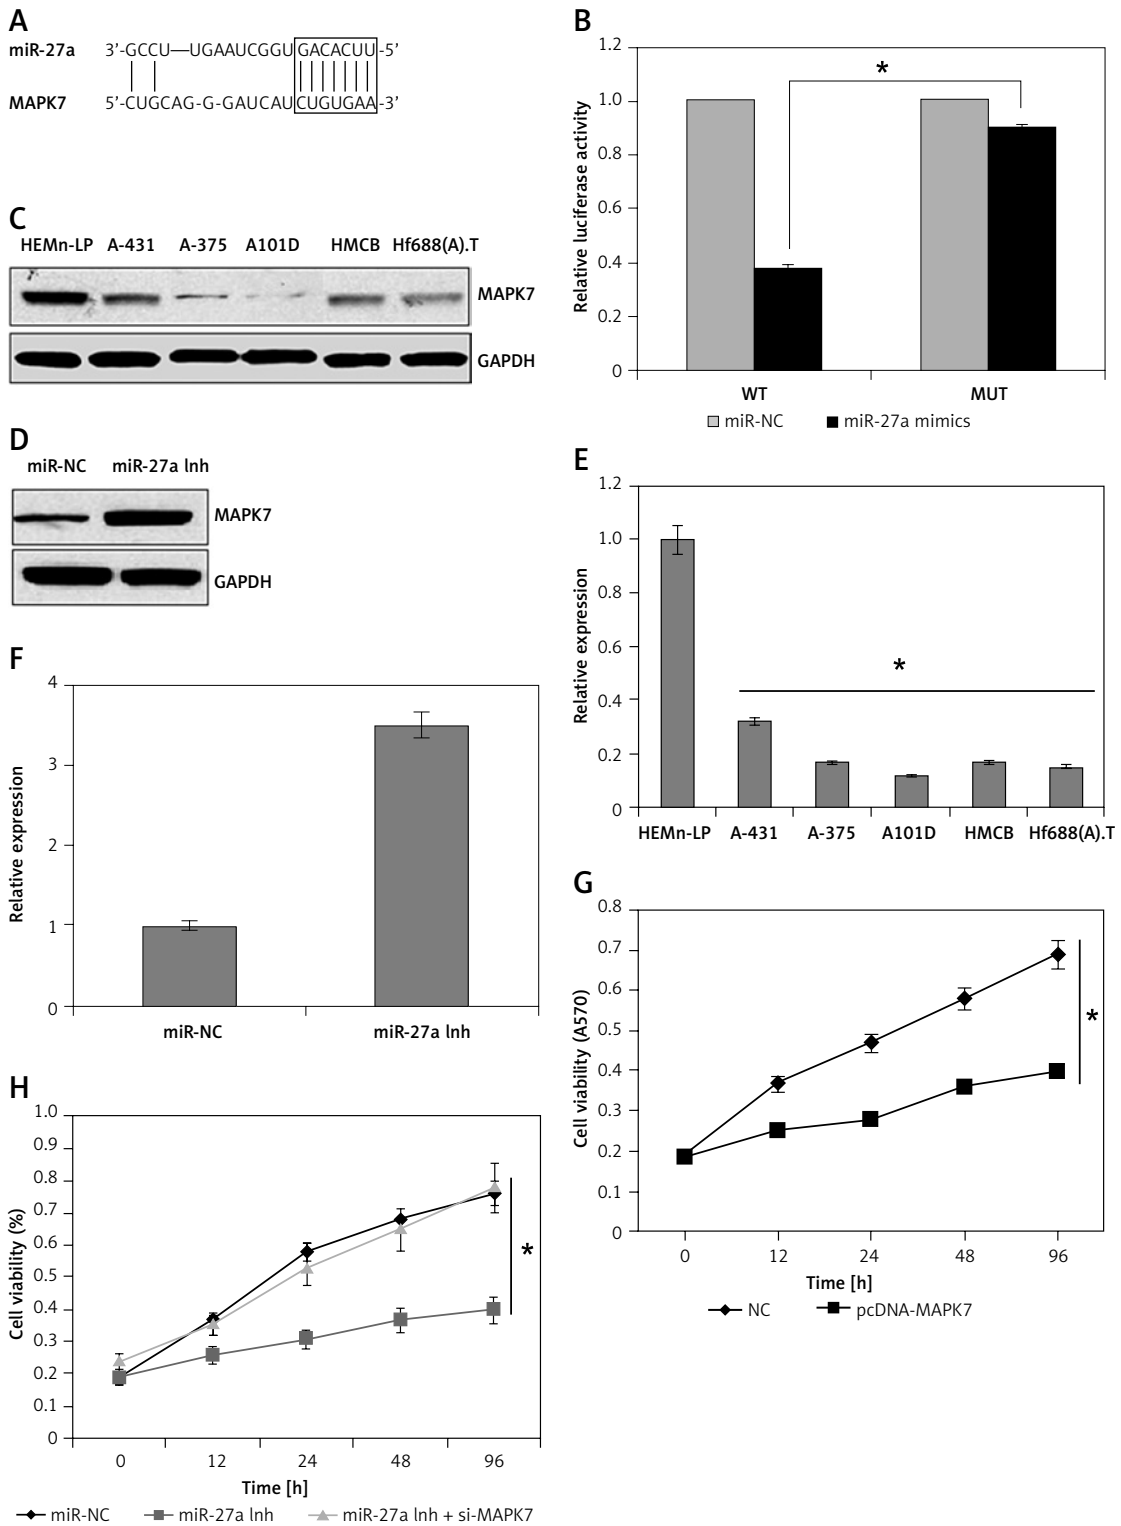 A
miR-27a 3’-GCCU—UGAAUCGGUGACACUU-5’
MAPK7 5’-CUGCAG-G-GAUCAUCUGUGAA-3’
B
1.2
1.0
0.8
0.6
0.4
0.2
0
Relative luciferase activity
*
WT MUT
miR-NC miR-27a mimics
C
HEMn-LP A-431 A-375 A101D HMCB Hf688(A).T
MAPK7
GAPDH
D
miR-NC miR-27a lnh
MAPK7
GAPDH
E
1.2
1.0
0.8
0.6
0.4
0.2
0
Relative expression
*
HEMn-LP A-431 A-375 A101D HMCB Hf688(A).T
F
4
3
2
1
0
Relative expression
miR-NC miR-27a lnh
G
0.8
0.7
0.6
0.5
0.4
0.3
0.2
0.1
0
Cell viability (A570)
*
0 12 24 48 96
Time [h]
NC pcDNA-MAPK7
H
1.0
0.9
0.8
0.7
0.6
0.5
0.4
0.3
0.2
0.1
0
Cell viability (%)
*
0 12 24 48 96
Time [h]
miR-NC miR-27a lnh miR-27a lnh + si-MAPK7